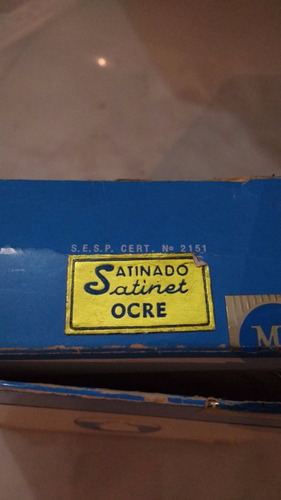 S.E.S.P. CERT. Nº 2151
SATINADO
Satinet
OCRE
M